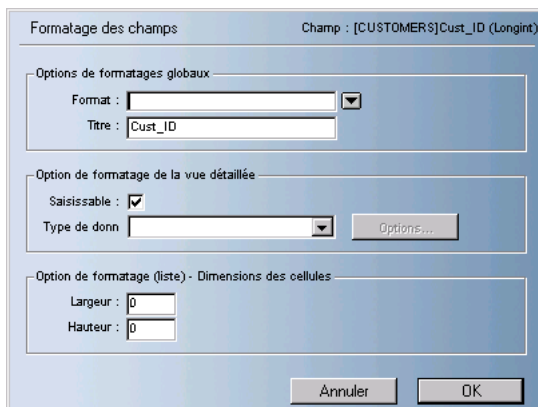 Formatage des champs Champ : [CUSTOMERS]Cust_ID (Longint)
Options de formatages globaux
Format :
Titre : Cust_ID
Option de formatage de la vue détaillée
Saisissable :
Type de donn
Options...
Option de formatage (liste) - Dimensions des cellules
Largeur : 0
Hauteur : 0
Annuler OK